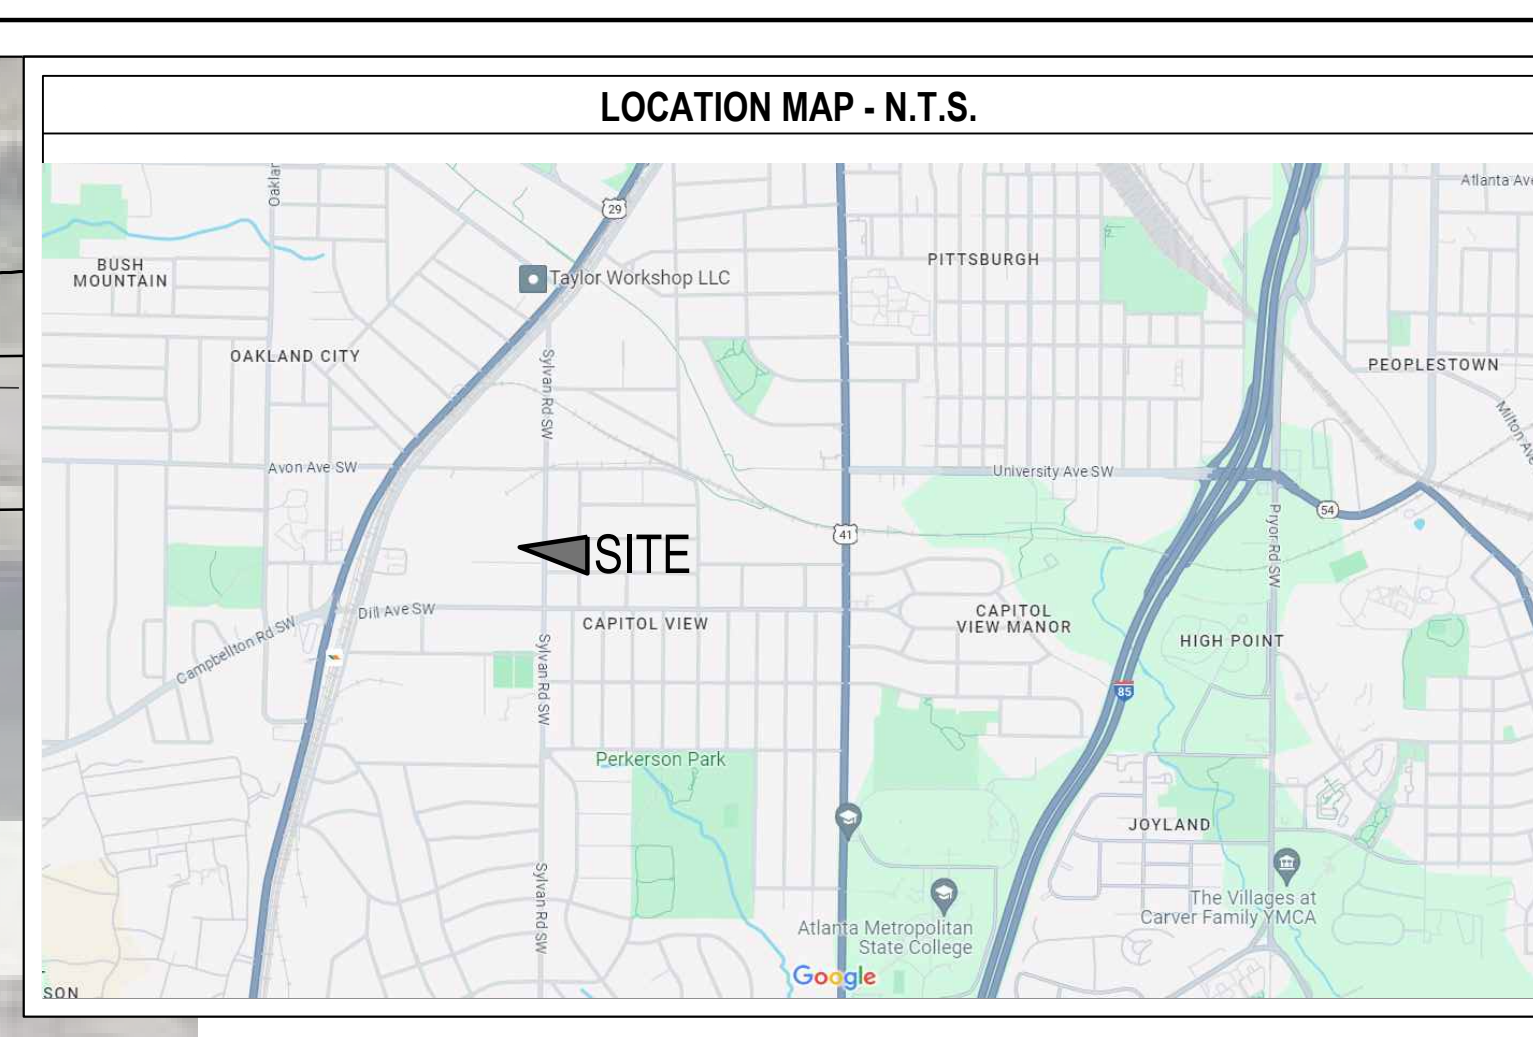 LOCATION MAP - N.T.S.
Oaklan
29
Atlanta Ave
BUSH
MOUNTAIN
Taylor Workshop LLC
PITTSBURGH
OAKLAND CITY
Sylvan Rd SW
PEOPLESTOWN
Milton Ave
Avon Ave SW
University Ave SW
54
Pryor Rd SW
41
SITE
Dill Ave SW
CAPITOL VIEW
CAPITOL
VIEW MANOR
Campbellton Rd SW
Sylvan Rd SW
HIGH POINT
85
Perkerson Park
JOYLAND
Sylvan Rd SW
The Villages at
Carver Family YMCA
Atlanta Metropolitan
State College
Google
SON